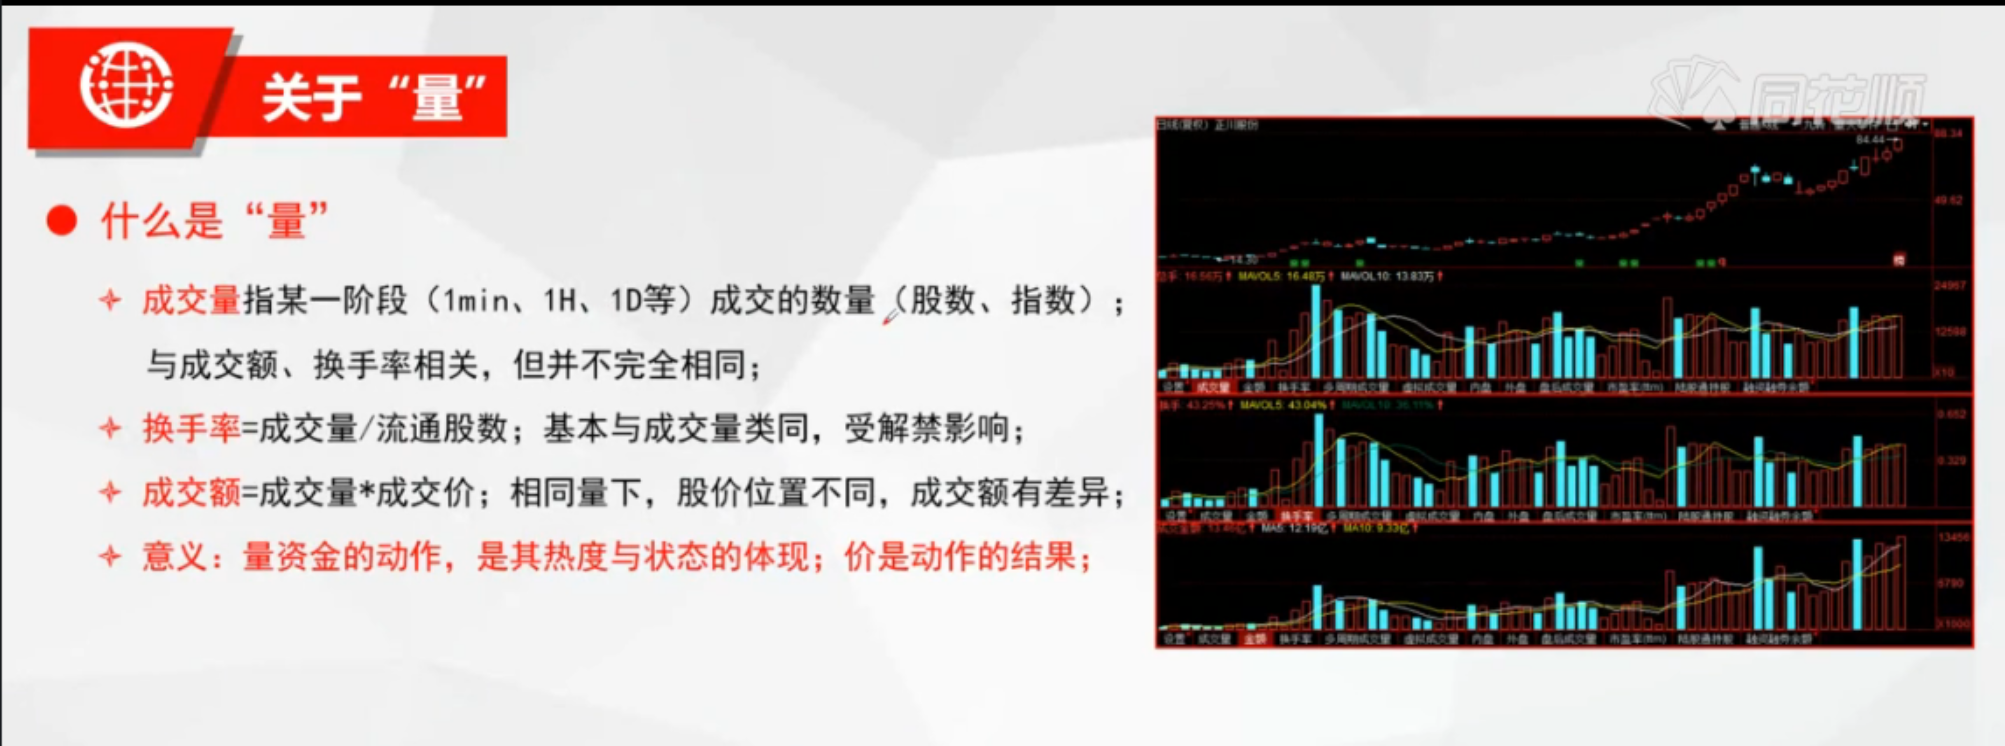 关于“量”
同花顺
什么是“量”
成交量指某一阶段（1min、1H、1D等）成交的数量（股数、指数）；
与成交额、换手率相关，但并不完全相同；
换手率=成交量/流通股数；基本与成交量类同，受解禁影响；
成交额=成交量*成交价；相同量下，股价位置不同，成交额有差异；
意义：量资金的动作，是其热度与状态的体现；价是动作的结果；
日线(复权) 正川股份
88.34
84.44
49.62
14.30
总手: 16.56万↑ MAVOL5: 16.48万↑ MAVOL10: 13.83万↑
24957
X10
设置 成交量 金额 换手率 多周期成交量 虚拟成交量 内盘 外盘 盘后成交量 市盈率(ttm) 陆股通持股 融资融券余额
换手: 43.25%↑ MAVOL5: 43.04%↑ MAVOL10: 36.11%↑
0.329
设置 成交量 金额 换手率 多周期成交量 虚拟成交量 内盘 外盘 盘后成交量 市盈率(ttm) 陆股通持股 融资融券余额
MA5: 12.19亿↑ MA10: 9.33亿↑
13456
X1000
设置 成交量 金额 换手率 多周期成交量 虚拟成交量 内盘 外盘 盘后成交量 市盈率(ttm) 陆股通持股 融资融券余额